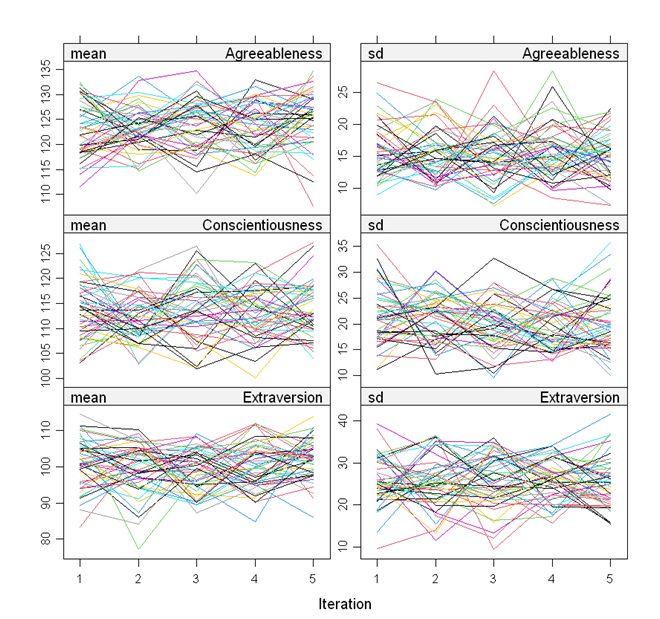 mean Agreeableness
sd Agreeableness
110 115 120 125 130 135
10 15 20 25
mean Conscientiousness
sd Conscientiousness
100 105 110 115 125
10 15 20 25 30 35
mean Extraversion
sd Extraversion
80 90 100 110
10 20 30 40
1 2 3 4 5
1 2 3 4 5
Iteration